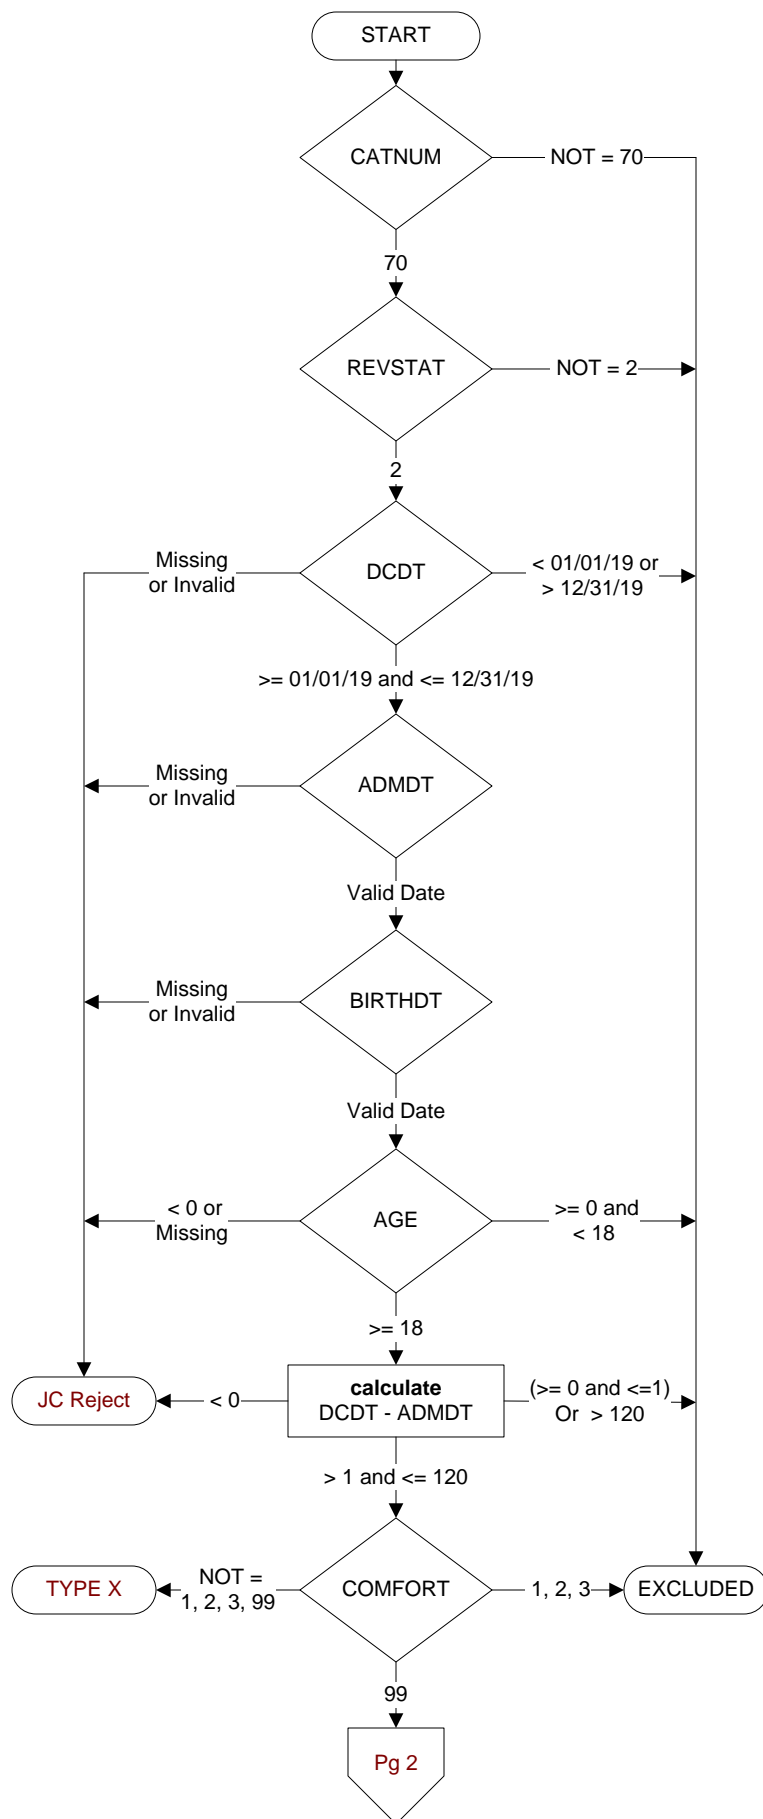 START
CATNUM
NOT = 70
70
REVSTAT
NOT = 2
2
Missing
or Invalid
DCDT
< 01/01/19 or
> 12/31/19
>= 01/01/19 and <= 12/31/19
Missing
or Invalid
ADMDT
Valid Date
Missing
or Invalid
BIRTHDT
Valid Date
< 0 or
Missing
AGE
>= 0 and
< 18
>= 18
JC Reject
< 0
calculate
DCDT - ADMDT
(>= 0 and <=1)
Or > 120
> 1 and <= 120
TYPE X
NOT =
1, 2, 3, 99
COMFORT
1, 2, 3
EXCLUDED
99
Pg 2